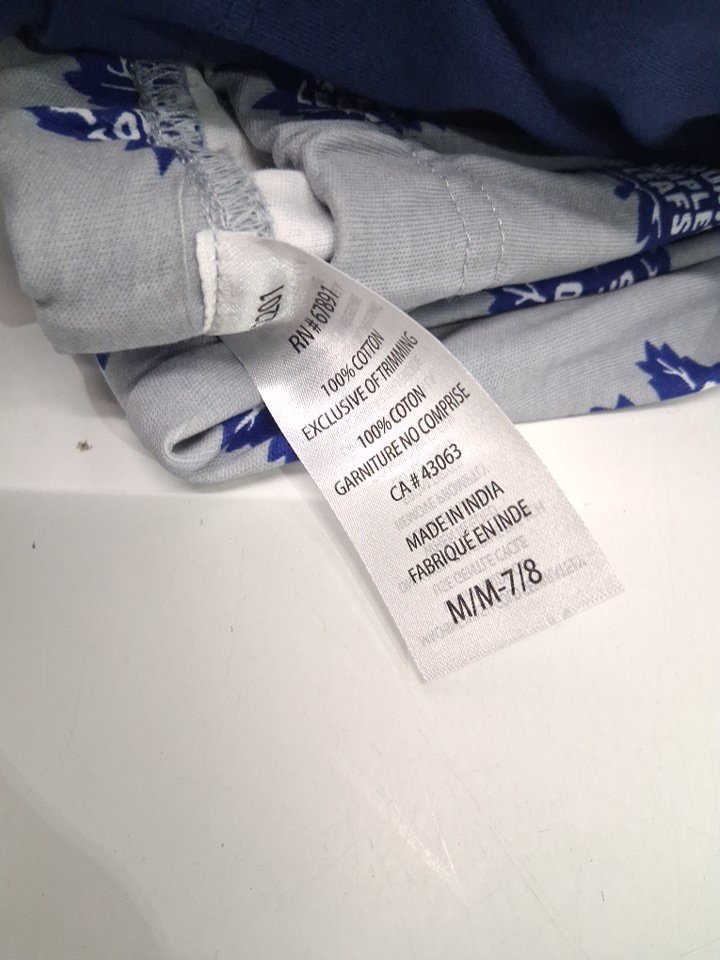 RN # 67891
100% COTTON
EXCLUSIVE OF TRIMMING
100% COTON
GARNITURE NO COMPRISE
CA # 43063
MADE IN INDIA
FABRIQUÉ EN INDE
M/M-7/8
LEAFS